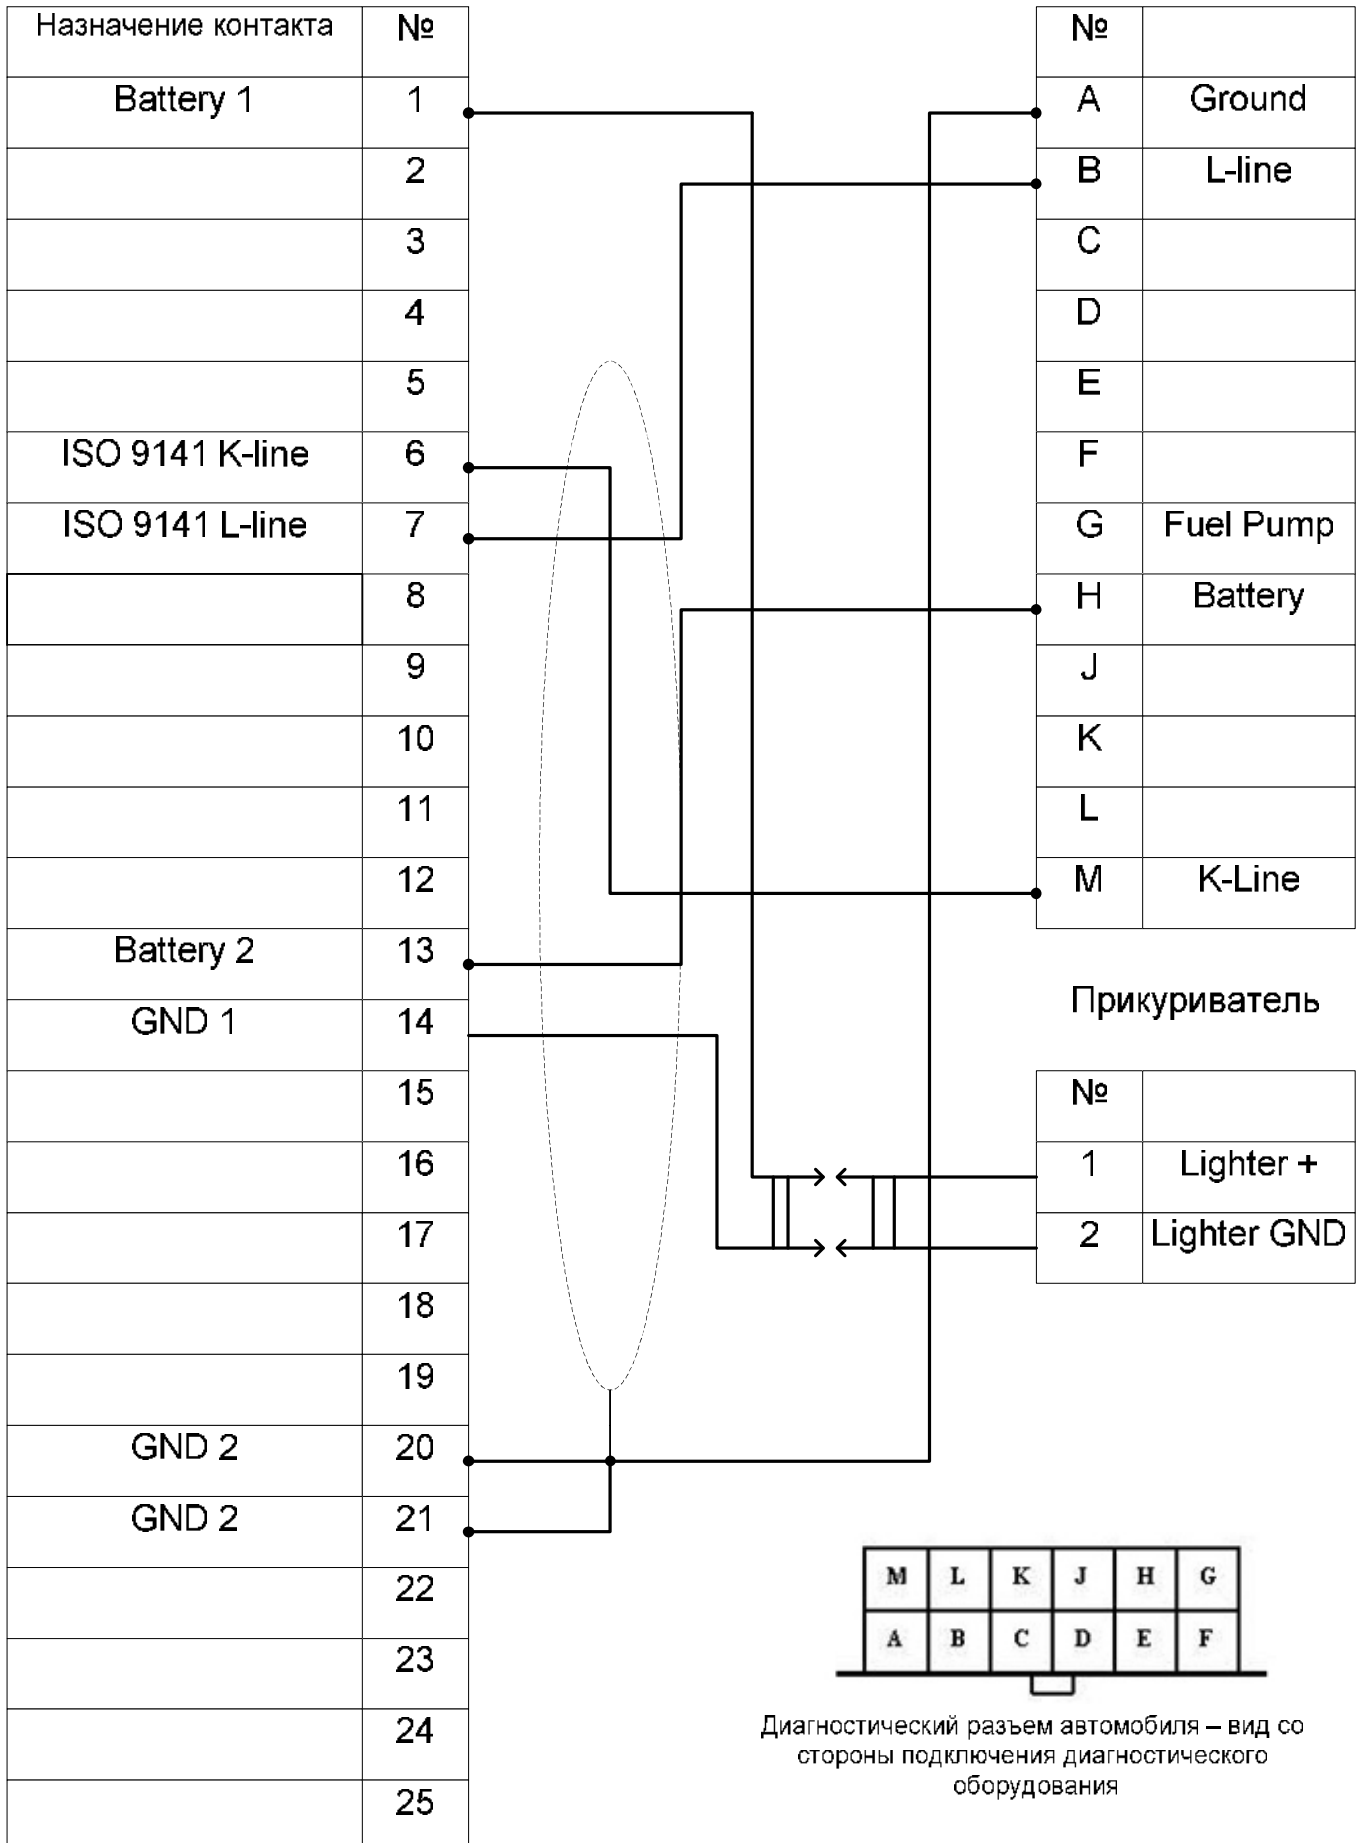 Назначение контакта №
Battery 1 1
2
3
4
5
ISO 9141 K-line 6
ISO 9141 L-line 7
8
9
10
11
12
Battery 2 13
GND 1 14
15
16
17
18
19
GND 2 20
GND 2 21
22
23
24
25
№
A Ground
B L-line
C
D
E
F
G Fuel Pump
H Battery
J
K
L
M K-Line
Прикуриватель
№
1 Lighter +
2 Lighter GND
M L K J H G
A B C D E F
Диагностический разъем автомобиля – вид со
стороны подключения диагностического
оборудования